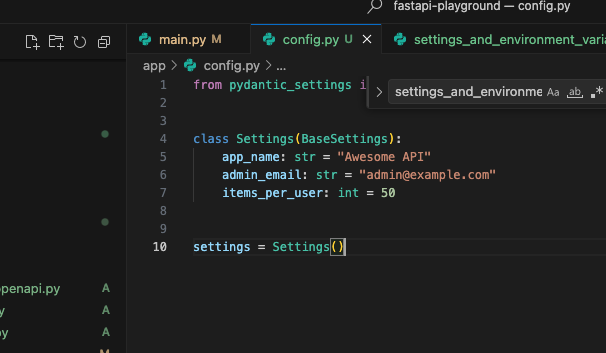 fastapi-playground — config.py
main.py M
config.py U
settings_and_environment_varia
app > config.py > ...
settings_and_environme
Aa ab
1 from pydantic_settings i
2
3
4 class Settings(BaseSettings):
5 app_name: str = "Awesome API"
6 admin_email: str = "admin@example.com"
7 items_per_user: int = 50
8
9
10 settings = Settings()
openapi.py A
y A
py A
M